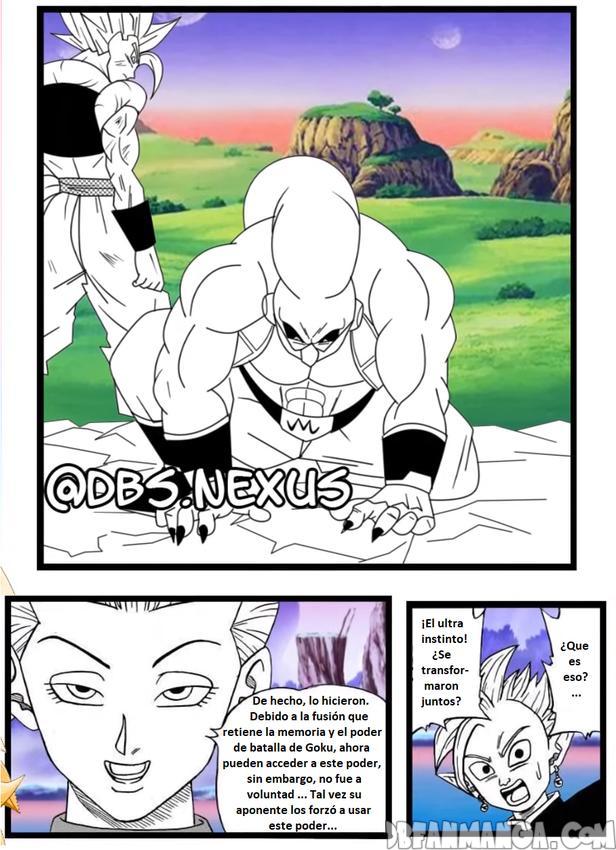 @DBS.NEXUS
¿Que
es
eso?
...
¡El ultra
instinto!
¿Se
transfor-
maron
juntos?
De hecho, lo hicieron.
Debido a la fusión que
retiene la memoria y el poder
de batalla de Goku, ahora
pueden acceder a este poder,
sin embargo, no fue a
voluntad ... Tal vez su
aponente los forzó a usar
este poder...
DBFANMANGA.COM